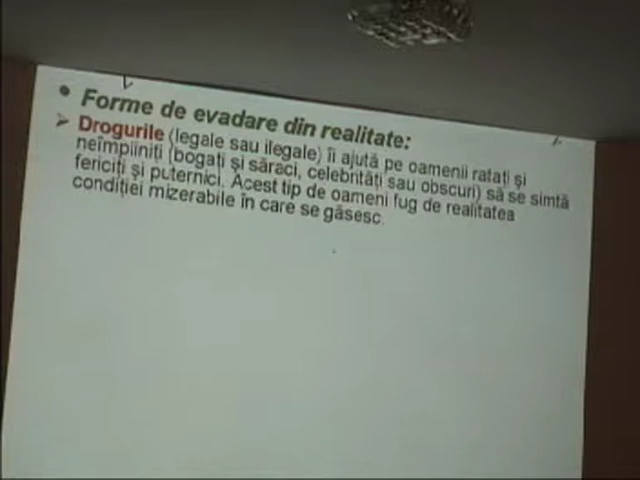 • Forme de evadare din realitate:
➢ Drogurile (legale sau ilegale) îi ajută pe oamenii ratați și
neîmpliniți (bogați și săraci, celebrități sau obscuri) să se simtă
fericiți și puternici. Acest tip de oameni fug de realitatea
condiției mizerabile în care se găsesc.